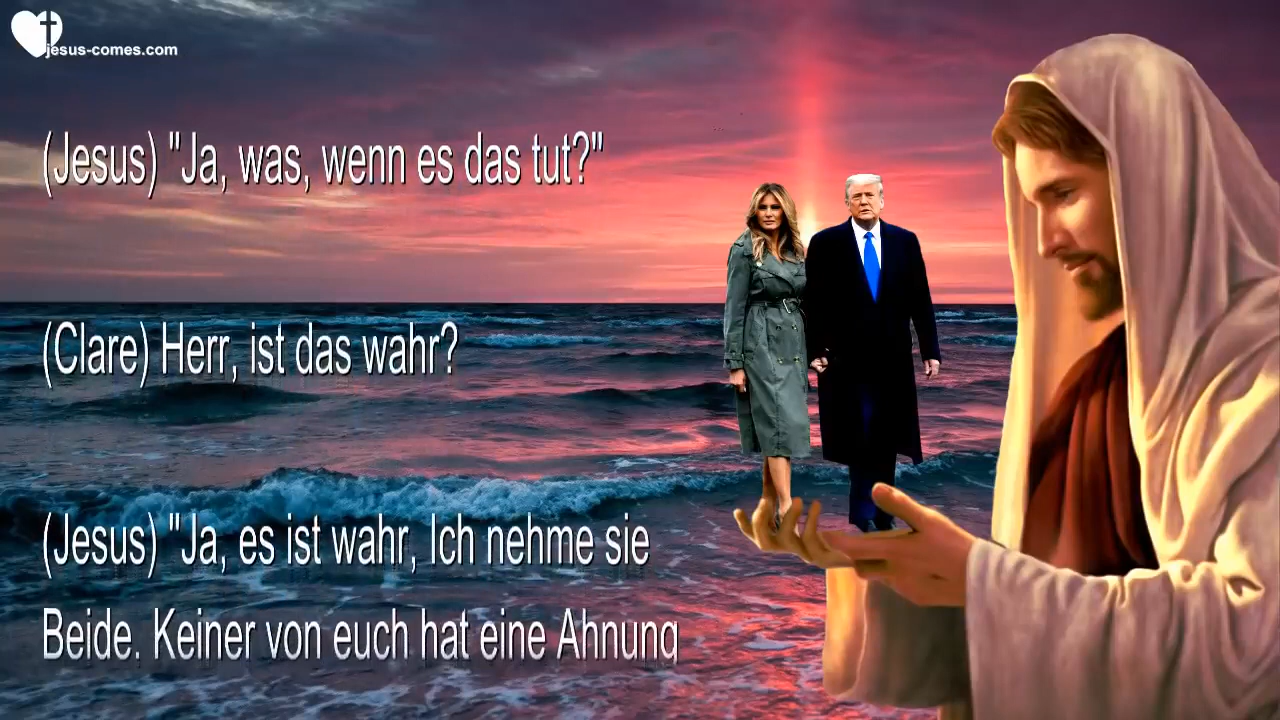 jesus-comes.com
(Jesus) "Ja, was, wenn es das tut?"
(Clare) Herr, ist das wahr?
(Jesus) "Ja, es ist wahr, Ich nehme sie
Beide. Keiner von euch hat eine Ahnung